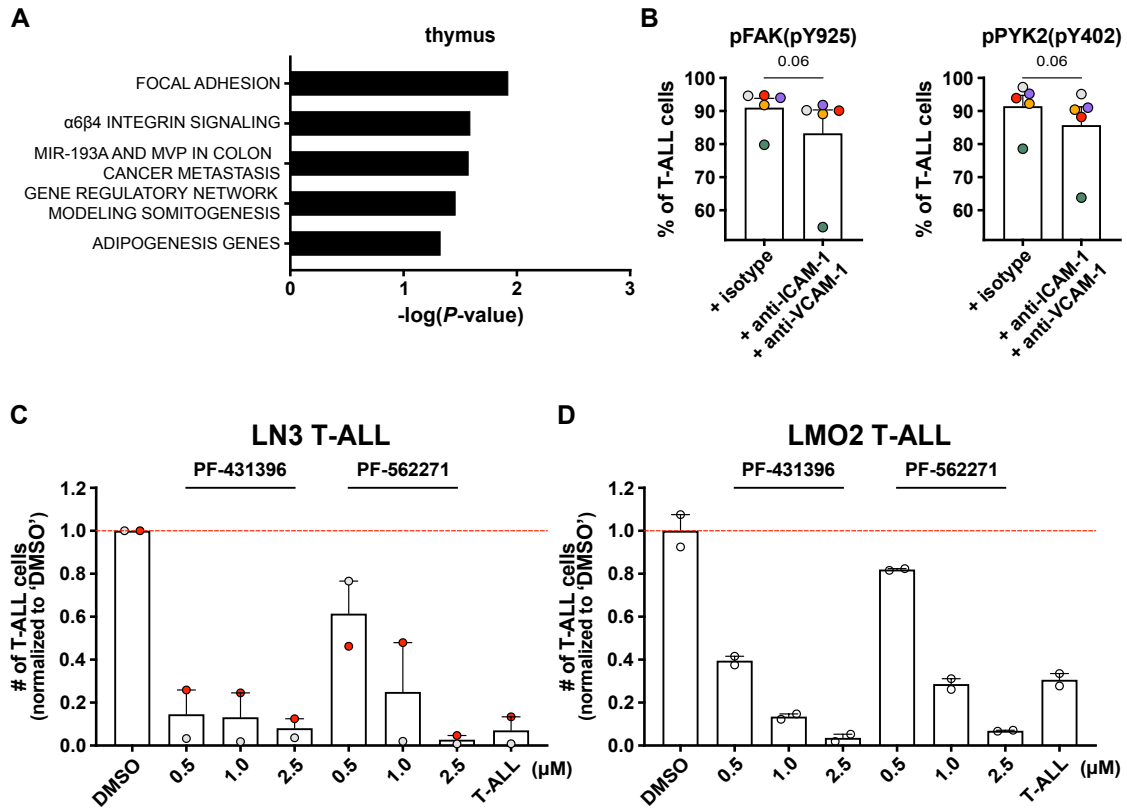 A
thymus
FOCAL ADHESION
α6β4 INTEGRIN SIGNALING
MIR-193A AND MVP IN COLON
CANCER METASTASIS
GENE REGULATORY NETWORK
MODELING SOMITOGENESIS
ADIPOGENESIS GENES
0 1 2 3
-log(P-value)
B
pFAK(pY925)
0.06
% of T-ALL cells
100
90
80
70
60
+ isotype
+ anti-ICAM-1
+ anti-VCAM-1
pPYK2(pY402)
0.06
% of T-ALL cells
100
90
80
70
60
+ isotype
+ anti-ICAM-1
+ anti-VCAM-1
C
LN3 T-ALL
PF-431396 PF-562271
# of T-ALL cells
(normalized to ‘DMSO’)
1.2
1.0
0.8
0.6
0.4
0.2
0.0
DMSO 0.5 1.0 2.5 0.5 1.0 2.5 T-ALL (μM)
D
LMO2 T-ALL
PF-431396 PF-562271
# of T-ALL cells
(normalized to ‘DMSO’)
1.2
1.0
0.8
0.6
0.4
0.2
0.0
DMSO 0.5 1.0 2.5 0.5 1.0 2.5 T-ALL (μM)